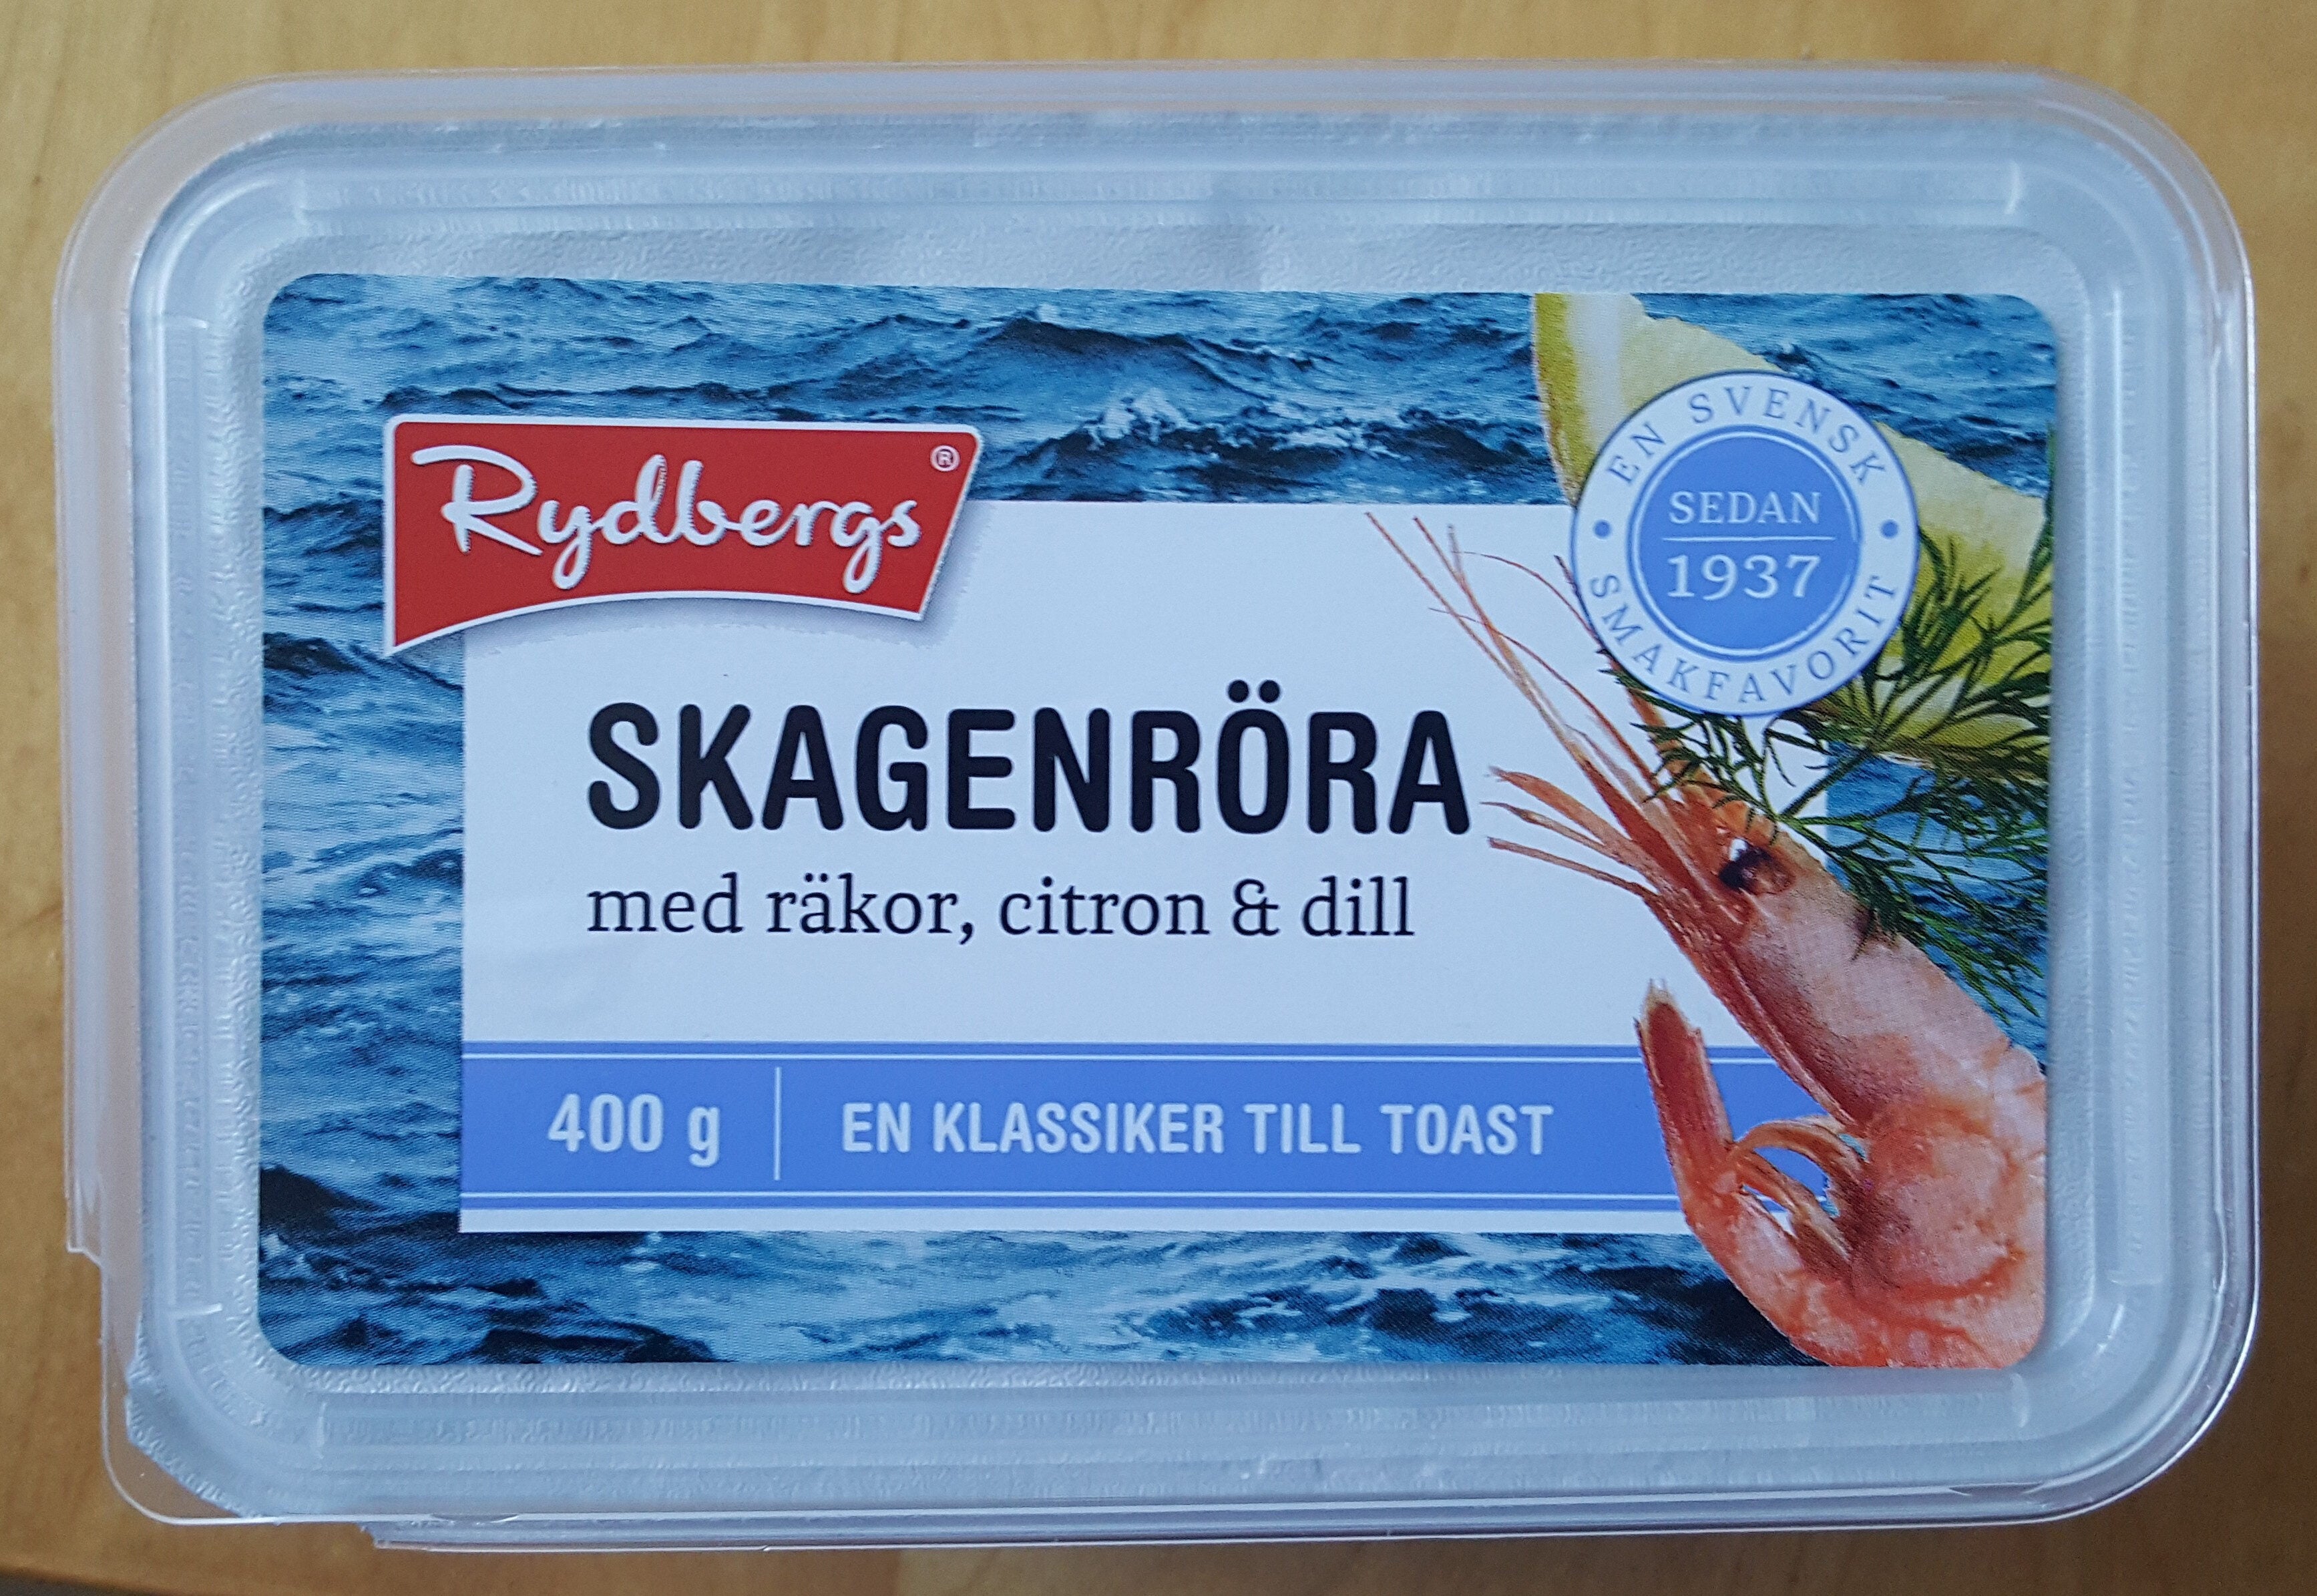 Rydbergs®
EN SVENSK
SEDAN
1937
SMAKFAVORIT
SKAGENRÖRA
med räkor, citron & dill
400 g
EN KLASSIKER TILL TOAST